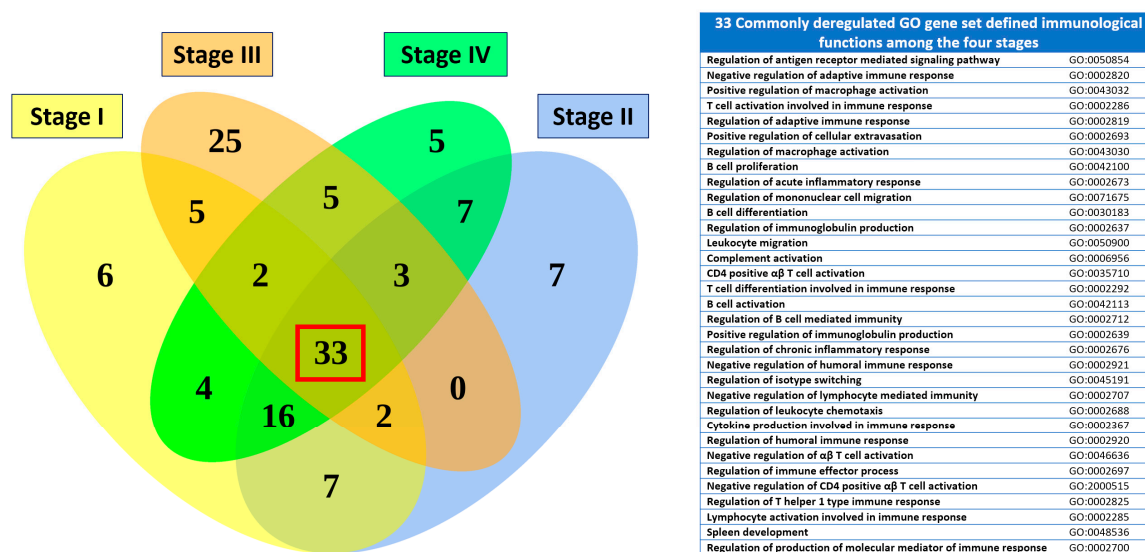 Stage III
Stage IV
Stage I
Stage II
25
5
5
5
7
6
2
3
7
33
4
16
2
0
7
33 Commonly deregulated GO gene set defined immunological
functions among the four stages
Regulation of antigen receptor mediated signaling pathway GO:0050854
Negative regulation of adaptive immune response GO:0002820
Positive regulation of macrophage activation GO:0043032
T cell activation involved in immune response GO:0002286
Regulation of adaptive immune response GO:0002819
Positive regulation of cellular extravasation GO:0002693
Regulation of macrophage activation GO:0043030
B cell proliferation GO:0042100
Regulation of acute inflammatory response GO:0002673
Regulation of mononuclear cell migration GO:0071675
B cell differentiation GO:0030183
Regulation of immunoglobulin production GO:0002637
Leukocyte migration GO:0050900
Complement activation GO:0006956
CD4 positive αβ T cell activation GO:0035710
T cell differentiation involved in immune response GO:0002292
B cell activation GO:0042113
Regulation of B cell mediated immunity GO:0002712
Positive regulation of immunoglobulin production GO:0002639
Regulation of chronic inflammatory response GO:0002676
Negative regulation of humoral immune response GO:0002921
Regulation of isotype switching GO:0045191
Negative regulation of lymphocyte mediated immunity GO:0002707
Regulation of leukocyte chemotaxis GO:0002688
Cytokine production involved in immune response GO:0002367
Regulation of humoral immune response GO:0002920
Negative regulation of αβ T cell activation GO:0046636
Regulation of immune effector process GO:0002697
Negative regulation of CD4 positive αβ T cell activation GO:2000515
Regulation of T helper 1 type immune response GO:0002825
Lymphocyte activation involved in immune response GO:0002285
Spleen development GO:0048536
Regulation of production of molecular mediator of immune response GO:0002700